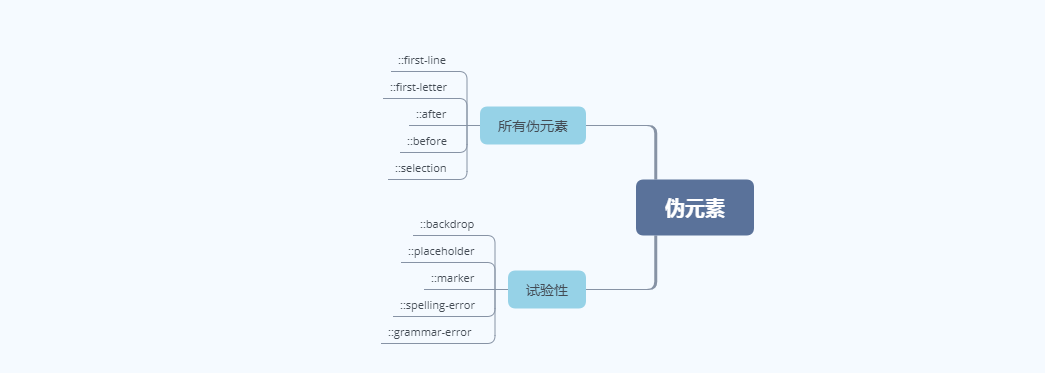 ::first-line
::first-letter
::after
::before
::selection
所有伪元素
伪元素
::backdrop
::placeholder
::marker
::spelling-error
::grammar-error
试验性